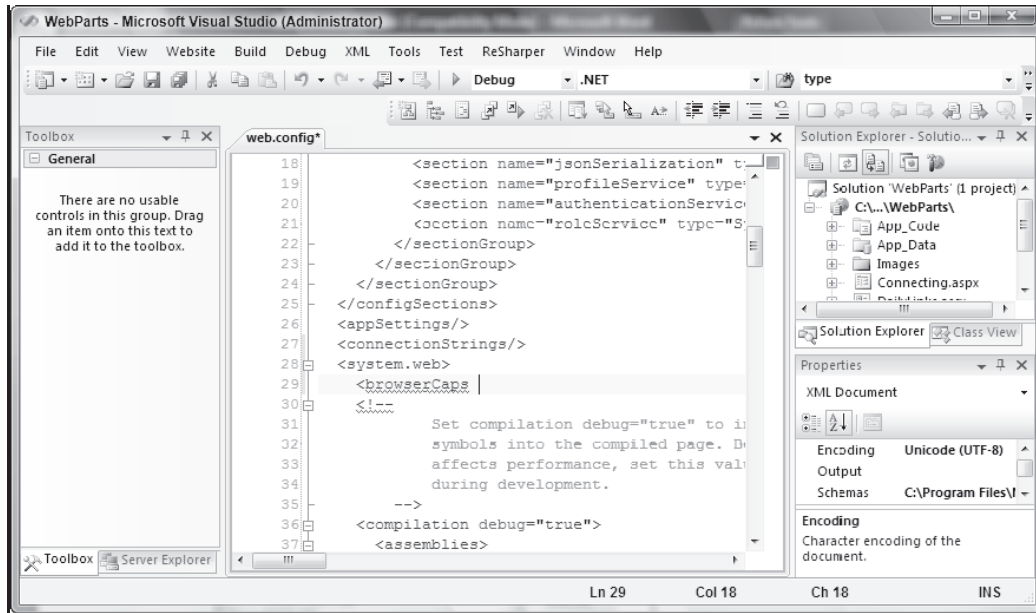 WebParts - Microsoft Visual Studio (Administrator)
File Edit View Website Build Debug XML Tools Test ReSharper Window Help
Debug .NET type
Toolbox
General
There are no usable
controls in this group. Drag
an item onto this text to
add it to the toolbox.
Toolbox Server Explorer
web.config*
18 <section name="jsonSerialization" t
19 <section name="profileService" type
20 <section name="authenticationServic
21 <section name="roleService" type="S
22 </sectionGroup>
23 </sectionGroup>
24 </sectionGroup>
25 </configSections>
26 <appSettings/>
27 <connectionStrings/>
28 <system.web>
29 <browserCaps
30 <!--
31 Set compilation debug="true" to i
32 symbols into the compiled page.
33 affects performance, set this val
34 during development.
35 -->
36 <compilation debug="true">
37 <assemblies>
Solution Explorer - Solutio...
Solution 'WebParts' (1 project)
C:\...\WebParts\
App_Code
App_Data
Images
Connecting.aspx
Solution Explorer Class View
Properties
XML Document
Encoding Unicode (UTF-8)
Output
Schemas C:\Program Files\
Encoding
Character encoding of the
document.
Ln 29 Col 18 Ch 18 INS